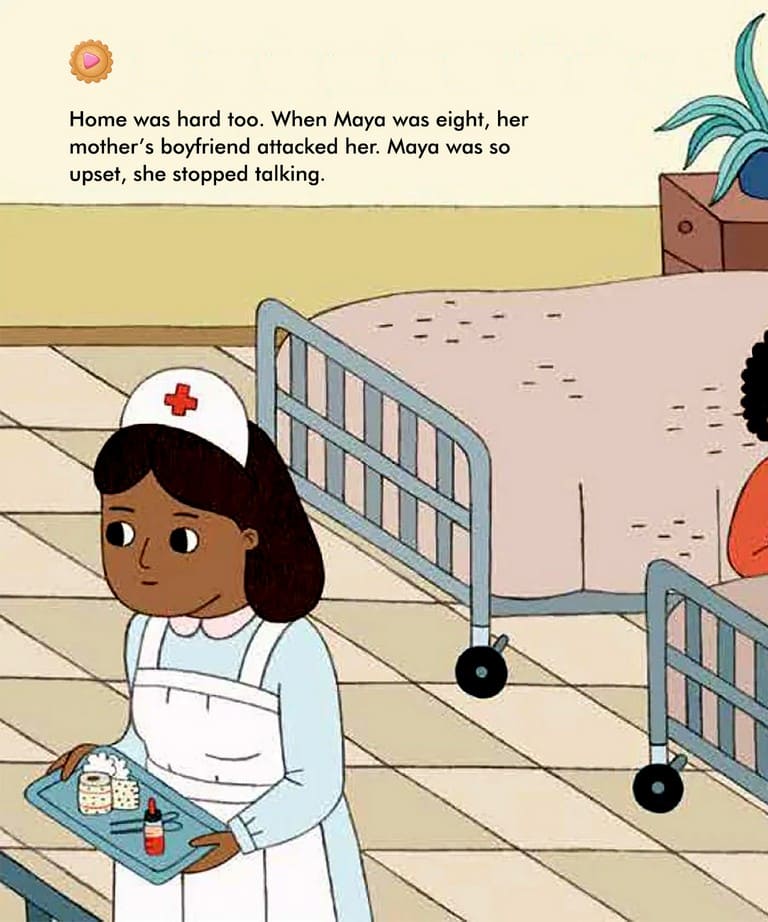 Home was hard too. When Maya was eight, her
mother’s boyfriend attacked her. Maya was so
upset, she stopped talking.